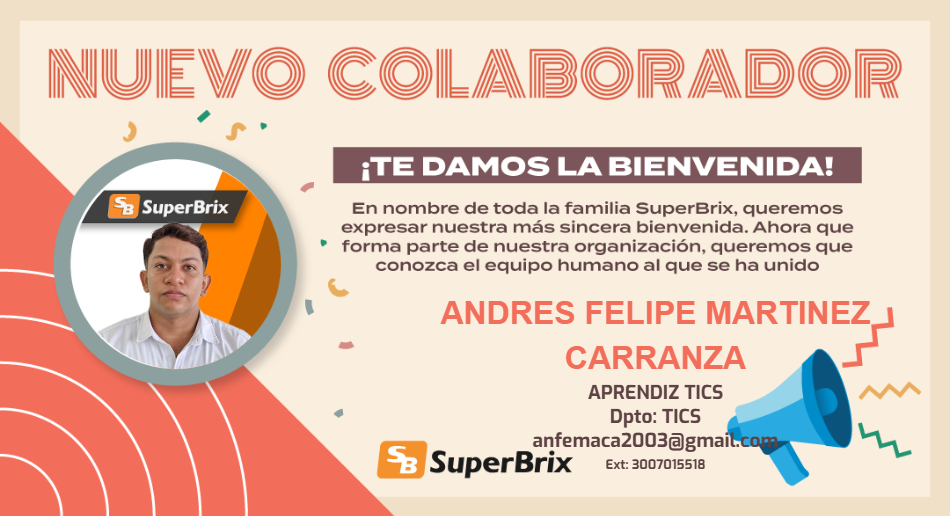 NUEVO COLABORADOR
¡TE DAMOS LA BIENVENIDA!
SB SuperBrix
En nombre de toda la familia SuperBrix, queremos
expresar nuestra más sincera bienvenida. Ahora que
forma parte de nuestra organización, queremos que
conozca el equipo humano al que se ha unido
ANDRES FELIPE MARTINEZ
CARRANZA
APRENDIZ TICS
Dpto: TICS
anfemaca2003@gmail.com
SB SuperBrix
Ext: 3007015518